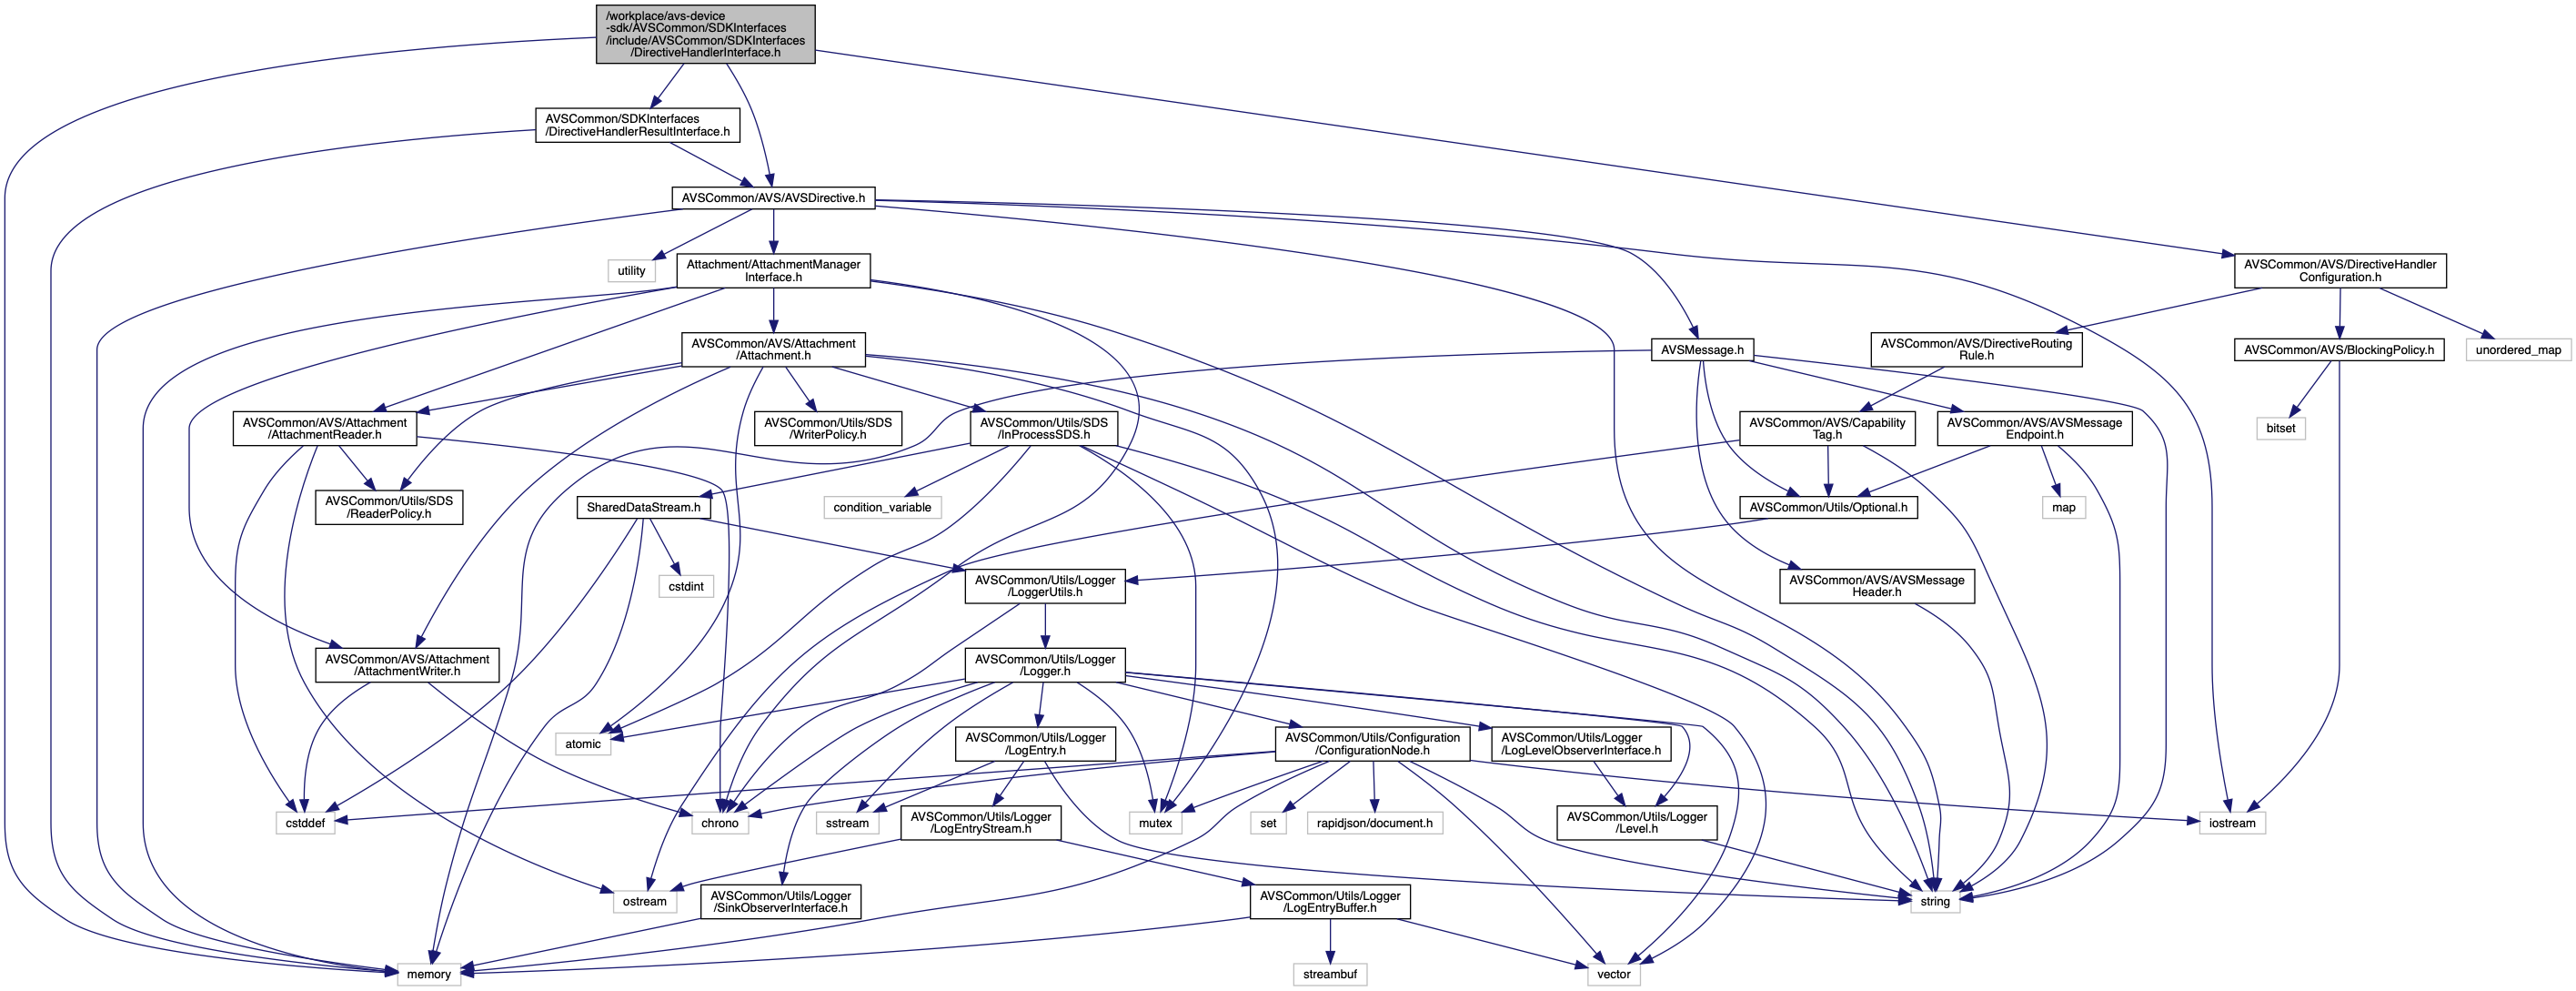 /workplace/avs-device
-sdk/AVSCommon/SDKInterfaces
/include/AVSCommon/SDKInterfaces
/DirectiveHandlerInterface.h
AVSCommon/SDKInterfaces
/DirectiveHandlerResultInterface.h
AVSCommon/AVS/AVSDirective.h
utility
Attachment/AttachmentManager
Interface.h
AVSCommon/AVS/DirectiveHandler
Configuration.h
AVSCommon/AVS/Attachment
/Attachment.h
AVSMessage.h
AVSCommon/AVS/DirectiveRouting
Rule.h
AVSCommon/AVS/BlockingPolicy.h
unordered_map
AVSCommon/AVS/Attachment
/AttachmentReader.h
AVSCommon/Utils/SDS
/WriterPolicy.h
AVSCommon/Utils/SDS
/InProcessSDS.h
AVSCommon/AVS/Capability
Tag.h
AVSCommon/AVS/AVSMessage
Endpoint.h
bitset
AVSCommon/Utils/SDS
/ReaderPolicy.h
SharedDataStream.h
condition_variable
AVSCommon/Utils/Optional.h
map
cstdint
AVSCommon/Utils/Logger
/LoggerUtils.h
AVSCommon/AVS/AVSMessage
Header.h
AVSCommon/AVS/Attachment
/AttachmentWriter.h
AVSCommon/Utils/Logger
/Logger.h
atomic
AVSCommon/Utils/Logger
/LogEntry.h
AVSCommon/Utils/Configuration
/ConfigurationNode.h
AVSCommon/Utils/Logger
/LogLevelObserverInterface.h
cstddef
chrono
sstream
AVSCommon/Utils/Logger
/LogEntryStream.h
mutex
set
rapidjson/document.h
AVSCommon/Utils/Logger
/Level.h
iostream
ostream
AVSCommon/Utils/Logger
/SinkObserverInterface.h
AVSCommon/Utils/Logger
/LogEntryBuffer.h
string
memory
streambuf
vector